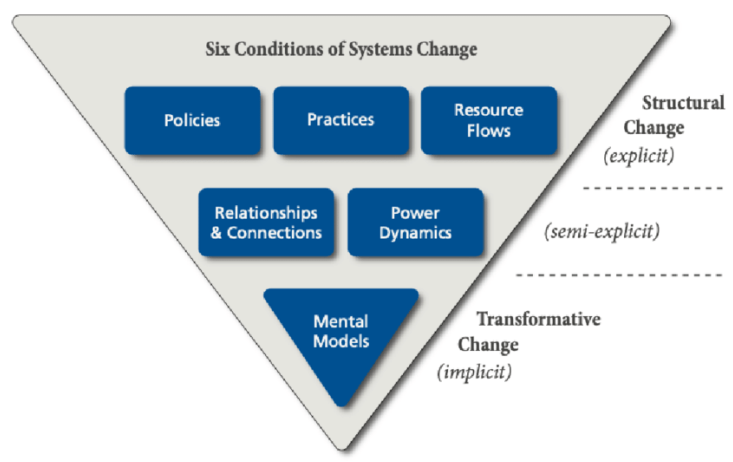 Six Conditions of Systems Change
Policies
Practices
Resource
Flows
Structural
Change
(explicit)
Relationships
& Connections
Power
Dynamics
(semi-explicit)
Mental
Models
Transformative
Change
(implicit)